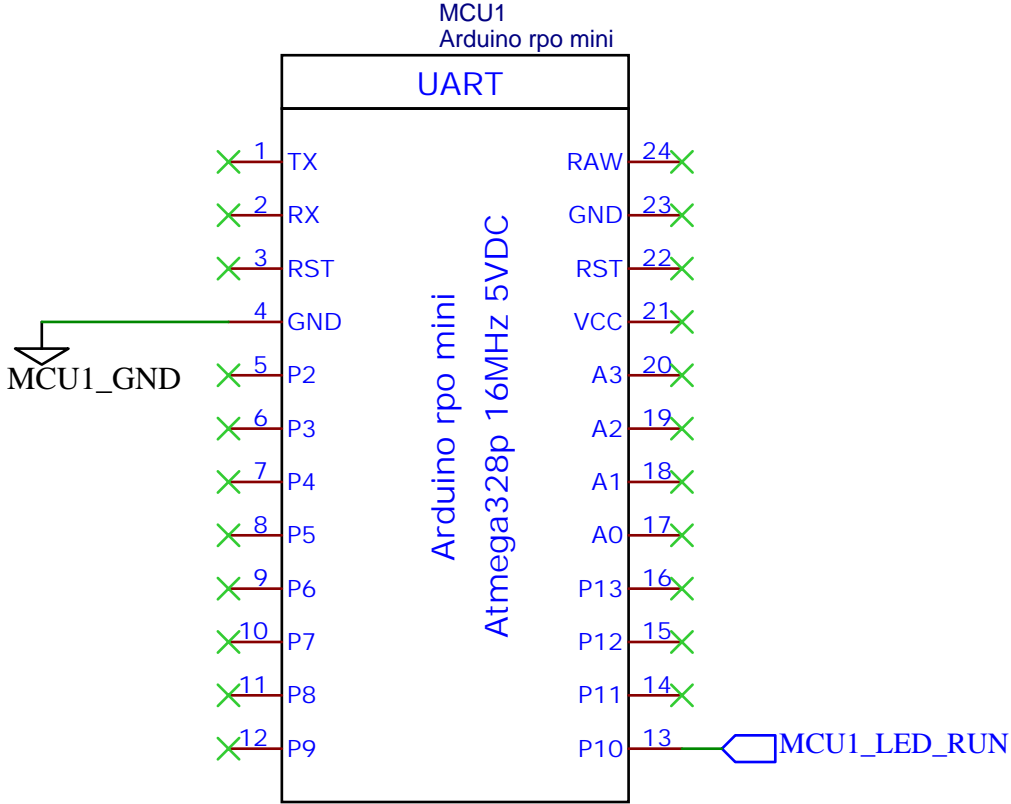 MCU1
Arduino rpo mini
UART
1 TX RAW 24
2 RX GND 23
3 RST RST 22
4 GND VCC 21
MCU1_GND
5 P2 A3 20
6 P3 A2 19
7 P4 A1 18
8 P5 A0 17
9 P6 P13 16
10 P7 P12 15
11 P8 P11 14
12 P9 P10 13 MCU1_LED_RUN
Arduino rpo mini
Atmega328p 16MHz 5VDC